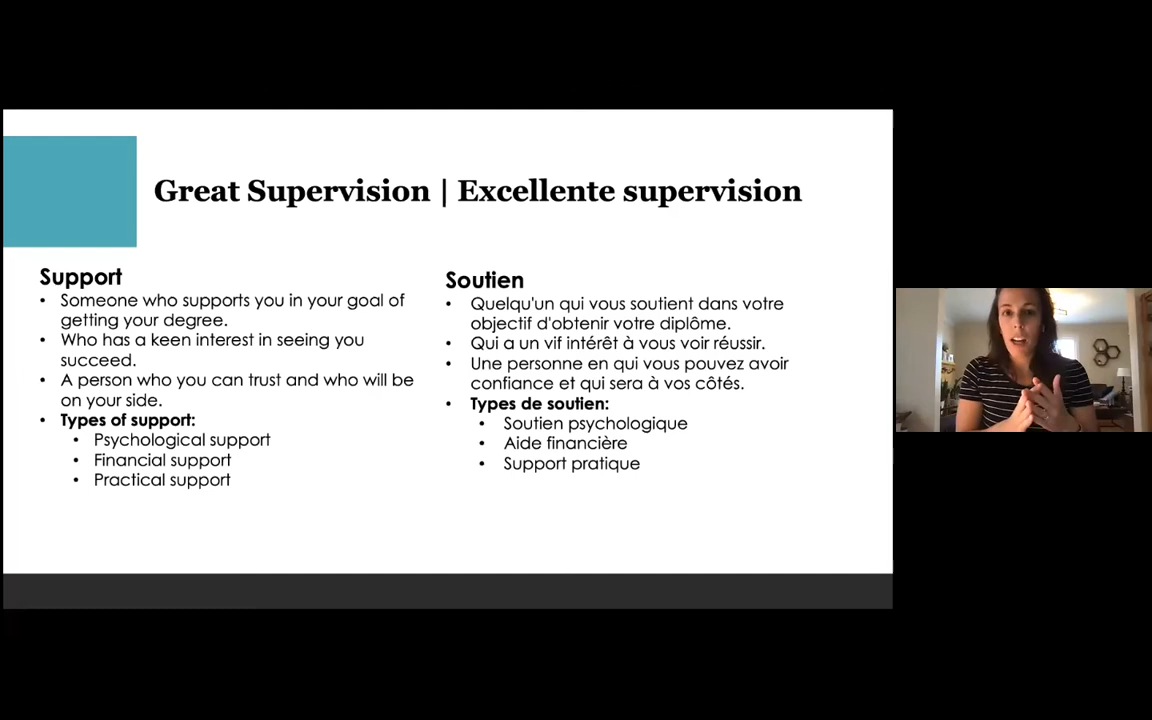 Great Supervision | Excellente supervision
Support
• Someone who supports you in your goal of
getting your degree.
• Who has a keen interest in seeing you
succeed.
• A person who you can trust and who will be
on your side.
• Types of support:
• Psychological support
• Financial support
• Practical support
Soutien
• Quelqu'un qui vous soutient dans votre
objectif d'obtenir votre diplôme.
• Qui a un vif intérêt à vous voir réussir.
• Une personne en qui vous pouvez avoir
confiance et qui sera à vos côtés.
• Types de soutien:
• Soutien psychologique
• Aide financière
• Support pratique